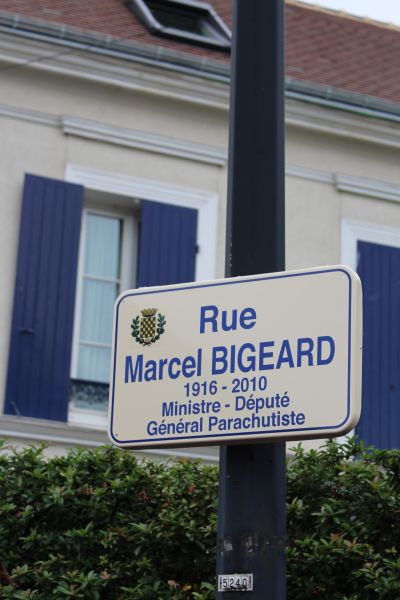 Rue
Marcel BIGEARD
1916 - 2010
Ministre - Député
Général Parachutiste
5240